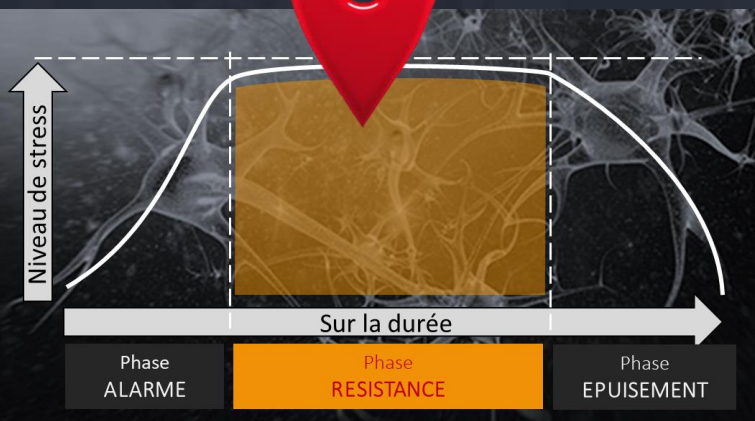 Niveau de stress
Sur la durée
Phase
ALARME
Phase
RESISTANCE
Phase
EPUISEMENT